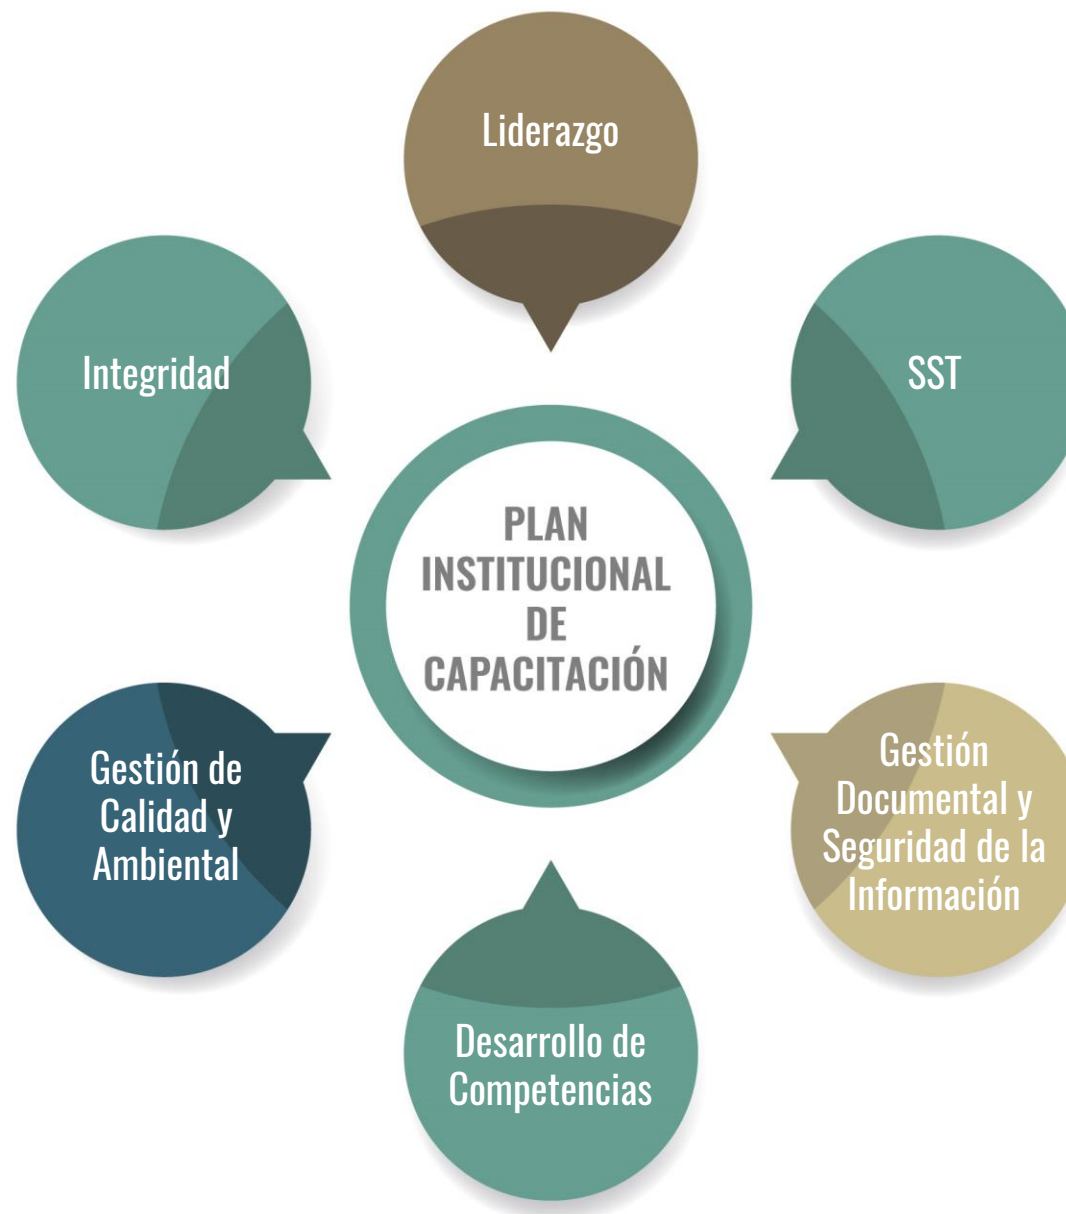 Liderazgo
Integridad
SST
PLAN
INSTITUCIONAL
DE
CAPACITACIÓN
Gestión de
Calidad y
Ambiental
Gestión
Documental y
Seguridad de la
Información
Desarrollo de
Competencias